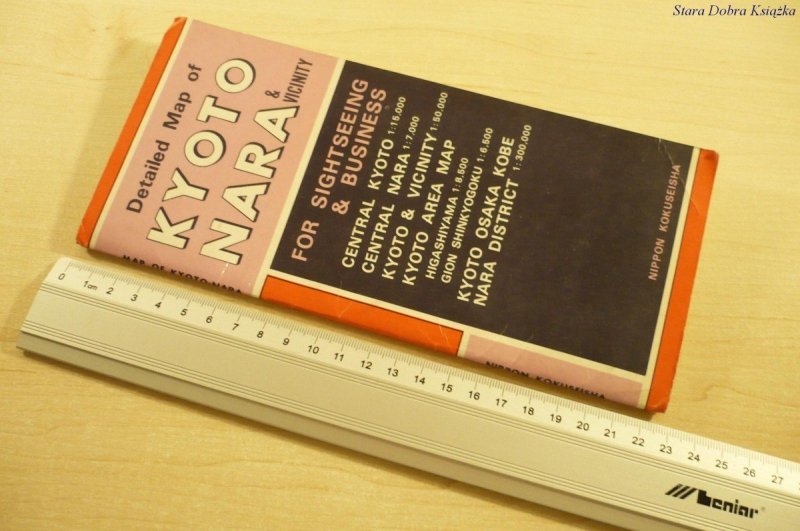 Stara Dobra Książka
Detailed Map of
KYOTO
NARA &
VICINITY
FOR SIGHTSEEING
& BUSINESS
CENTRAL KYOTO 1:15,000
CENTRAL NARA 1:7,000
KYOTO & VICINITY 1:50,000
KYOTO AREA MAP
HIGASHIYAMA 1:8,500
GION SHINKYOGOKU 1:6,500
KYOTO OSAKA KOBE
NARA DISTRICT 1:300,000
NIPPON KOKUSEISHA
MAP OF KYOTO-NARA
NIPPON KOKUSEISHA
0 1cm 2 3 4 5 6 7 8 9 10 11 12 13 14 15 16 17 18 19 20 21 22 23 24 25 26 27
leniar